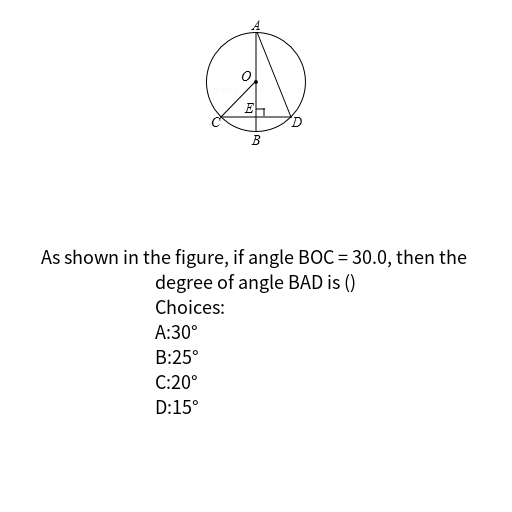 A
O
E
C
D
B
As shown in the figure, if angle BOC = 30.0, then the
degree of angle BAD is ()
Choices:
A:30°
B:25°
C:20°
D:15°